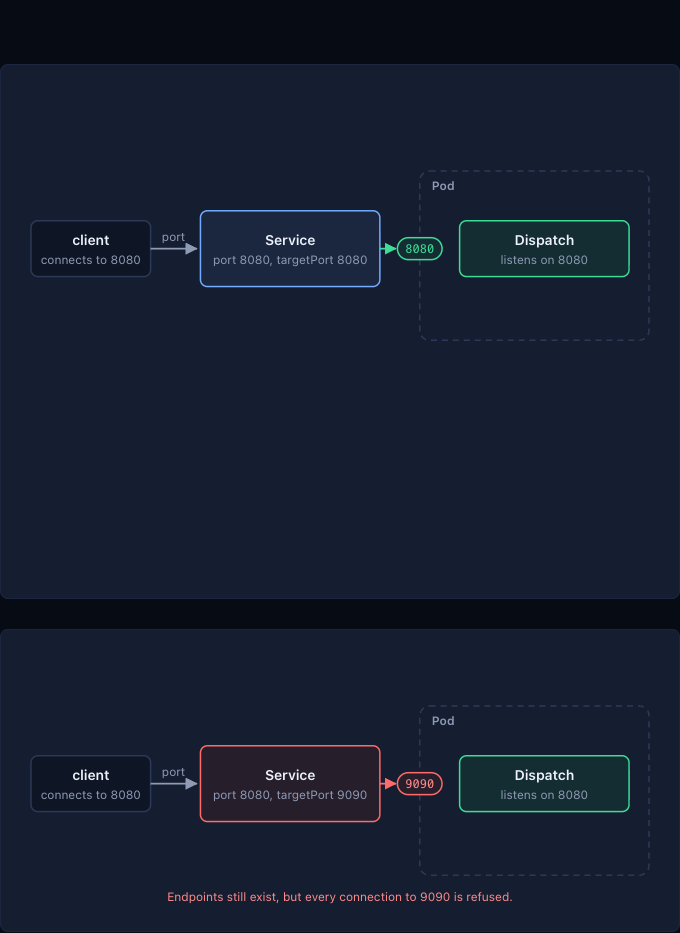 Pod
client
connects to 8080
port
Service
port 8080, targetPort 8080
8080
Dispatch
listens on 8080
Pod
client
connects to 8080
port
Service
port 8080, targetPort 9090
9090
Dispatch
listens on 8080
Endpoints still exist, but every connection to 9090 is refused.